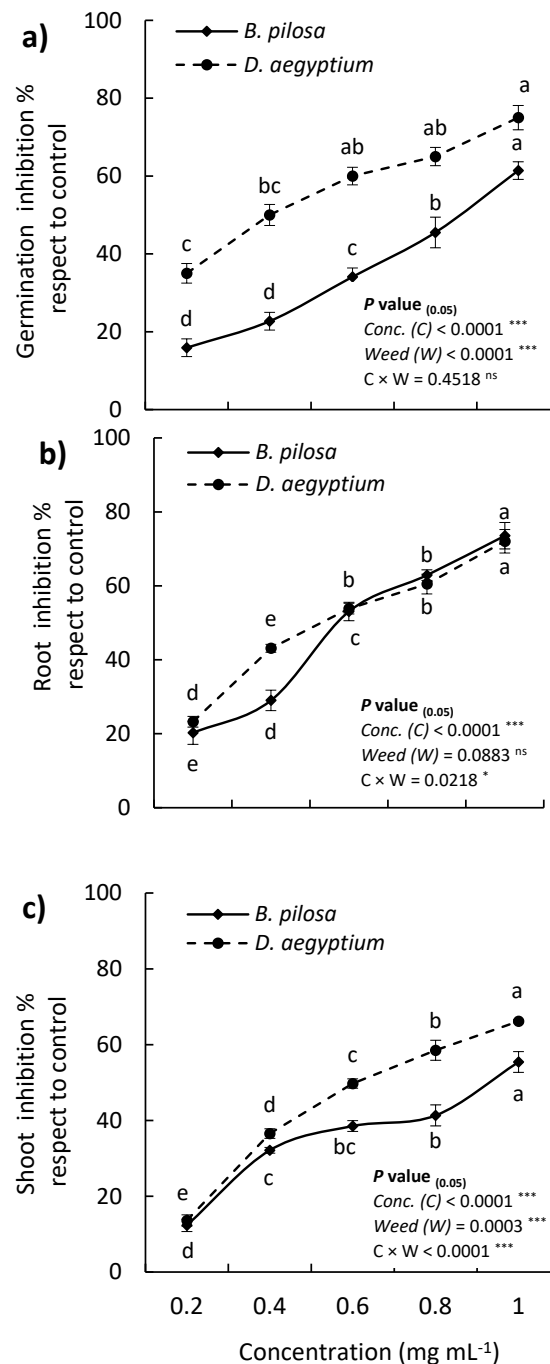 a)
B. pilosa
D. aegyptium
Germination inhibition %
respect to control
100
80
60
40
20
0
c
bc
ab
ab
a
d
d
c
b
a
P value (0.05)
Conc. (C) < 0.0001 ***
Weed (W) < 0.0001 ***
C × W = 0.4518 ns
b)
B. pilosa
D. aegyptium
Root inhibition %
respect to control
100
80
60
40
20
0
d
e
b
b
a
e
d
c
b
a
P value (0.05)
Conc. (C) < 0.0001 ***
Weed (W) = 0.0883 ns
C × W = 0.0218 *
c)
B. pilosa
D. aegyptium
Shoot inhibition %
respect to control
100
80
60
40
20
0
e
d
c
b
a
d
c
bc
b
a
P value (0.05)
Conc. (C) < 0.0001 ***
Weed (W) = 0.0003 ***
C × W < 0.0001 ***
0.2 0.4 0.6 0.8 1
Concentration (mg mL-1)